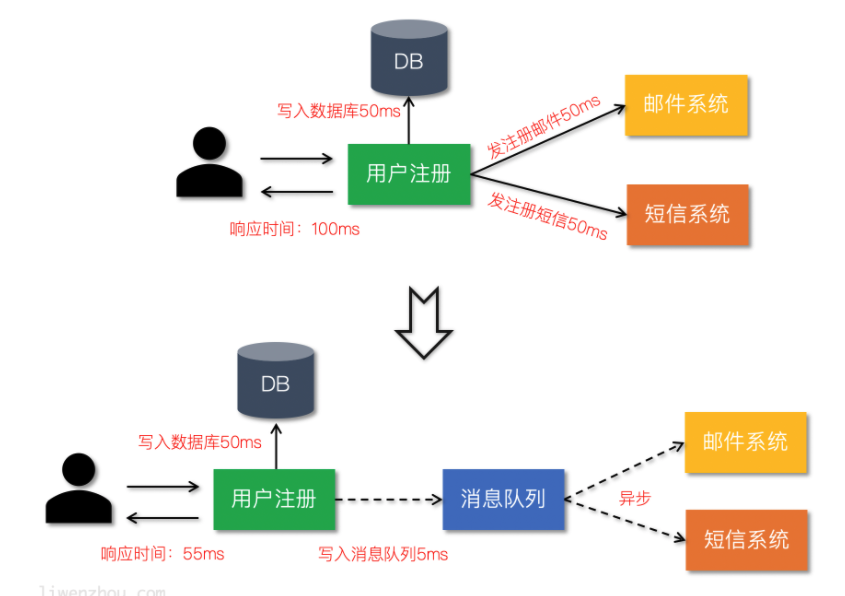 DB
写入数据库50ms
用户注册
响应时间：100ms
发注册邮件50ms
发注册短信50ms
邮件系统
短信系统
DB
写入数据库50ms
用户注册
响应时间：55ms
写入消息队列5ms
消息队列
异步
邮件系统
短信系统
liwenzhou.com